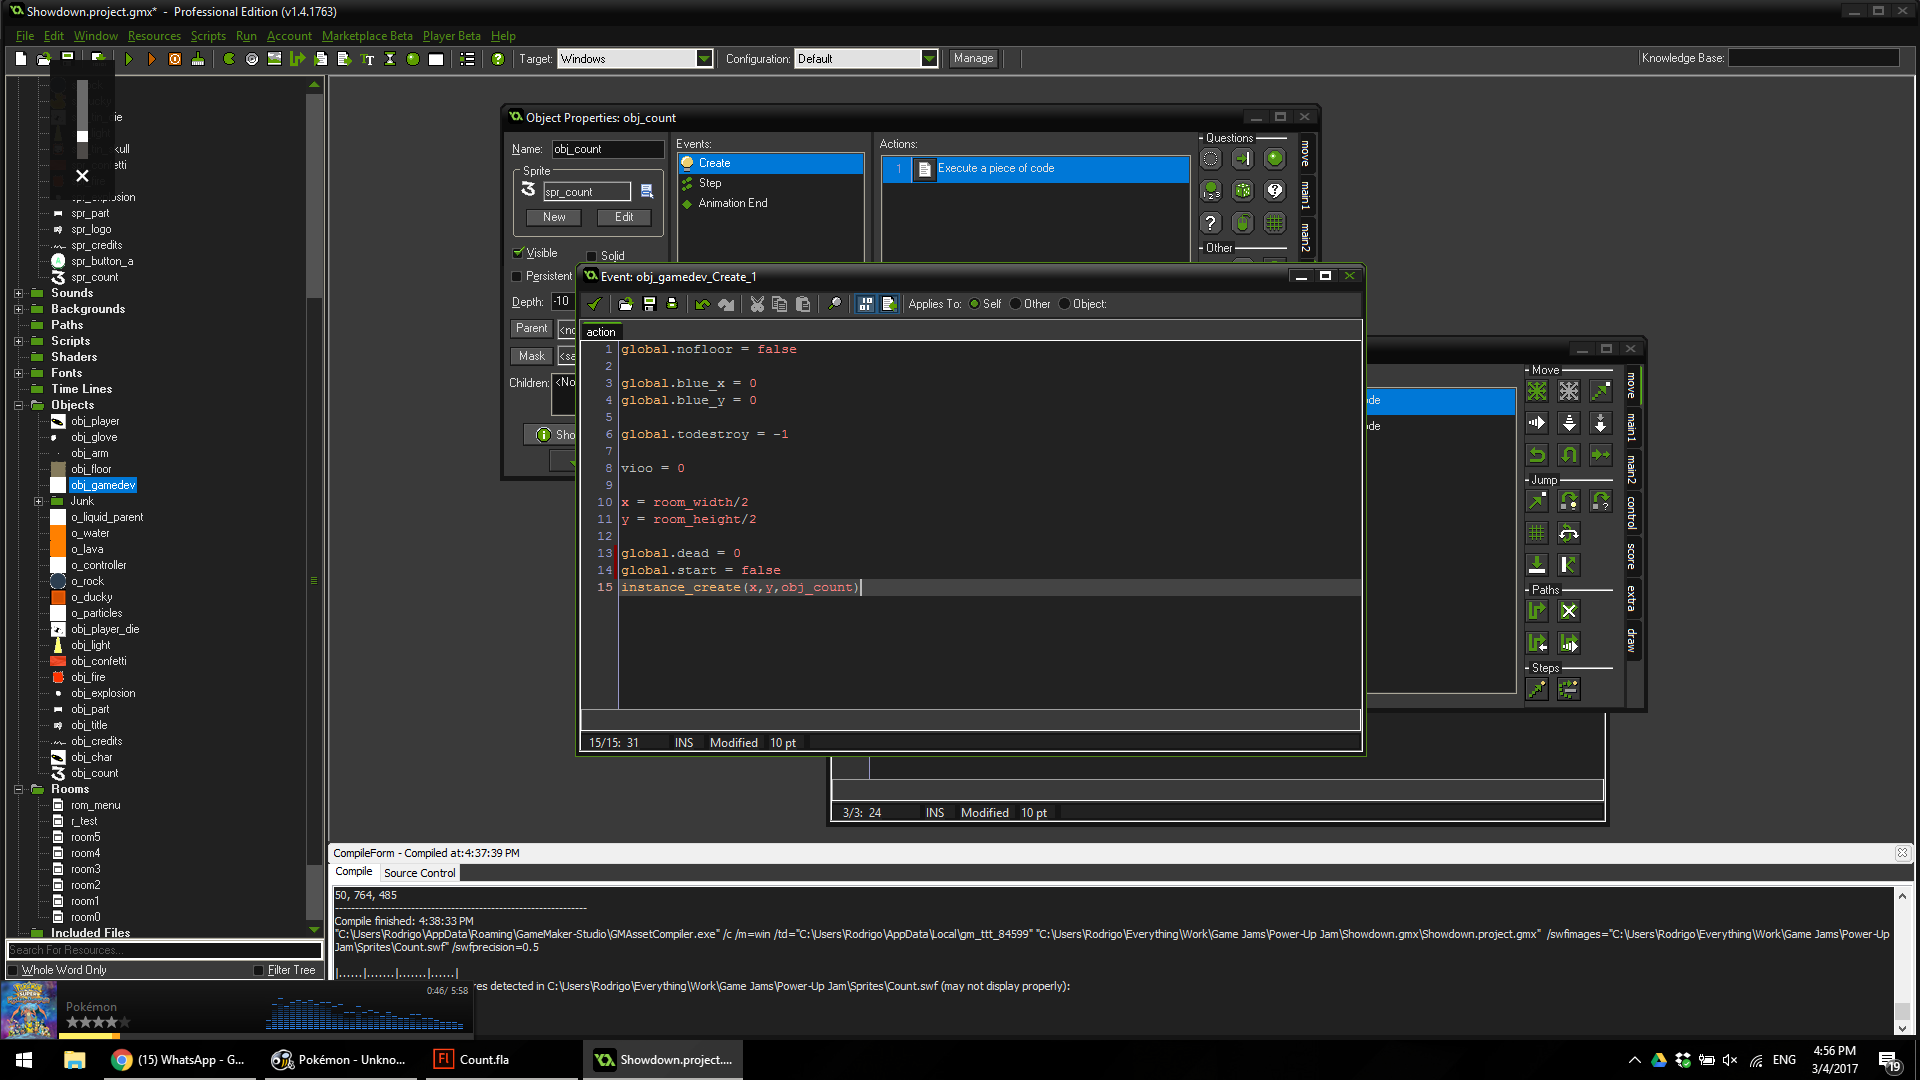 Showdown.project.gmx* - Professional Edition (v1.4.1763)
File Edit Window Resources Scripts Run Account Marketplace Beta Player Beta Help
Target: Windows Configuration: Default Manage Knowledge Base:
spr_part
spr_logo
spr_credits
spr_button_a
spr_count
Sounds
Backgrounds
Paths
Scripts
Shaders
Fonts
Time Lines
Objects
obj_player
obj_glove
obj_arm
obj_floor
obj_gamedev
Junk
o_liquid_parent
o_water
o_lava
o_controller
o_rock
o_ducky
o_particles
obj_player_die
obj_light
obj_confetti
obj_fire
obj_explosion
obj_part
obj_title
obj_credits
obj_char
obj_count
Rooms
rom_menu
r_test
room5
room4
room3
room2
room1
room0
Included Files
Search For Resources...
Whole Word Only Filter Tree
Object Properties: obj_count
Name: obj_count
Sprite
spr_count
New Edit
Visible Solid
Persistent
Depth: -10
Parent
Mask
Children:
Events:
Create
Step
Animation End
Actions:
1 Execute a piece of code
Questions
Other
move
main1
main2
Event: obj_gamedev_Create_1
Applies To: Self Other Object:
action
1 global.nofloor = false
2
3 global.blue_x = 0
4 global.blue_y = 0
5
6 global.todestroy = -1
7
8 vioo = 0
9
10 x = room_width/2
11 y = room_height/2
12
13 global.dead = 0
14 global.start = false
15 instance_create(x,y,obj_count)
15/15: 31 INS Modified 10 pt
Move
Jump
Paths
Steps
move
main1
main2
control
score
extra
draw
3/3: 24 INS Modified 10 pt
CompileForm - Compiled at:4:37:39 PM
Compile Source Control
50, 764, 485
Compile finished: 4:38:33 PM
"C:\Users\Rodrigo\AppData\Roaming\GameMaker-Studio\GMAssetCompiler.exe" /c /m=win /td="C:\Users\Rodrigo\AppData\Local\gm_ttt_84599" "C:\Users\Rodrigo\Everything\Work\Game Jams\Power-Up Jam\Showdown.gmx\Showdown.project.gmx" /swfimages="C:\Users\Rodrigo\Everything\Work\Game Jams\Power-Up
Jam\Sprites\Count.swf" /swfprecision=0.5
|......|.......|.......|......|
res detected in C:\Users\Rodrigo\Everything\Work\Game Jams\Power-Up Jam\Sprites\Count.swf (may not display properly):
0:46/ 5:58
Pokémon
(15) WhatsApp - G...
Pokémon - Unkno...
Count.fla
Showdown.project....
ENG
4:56 PM
3/4/2017
19